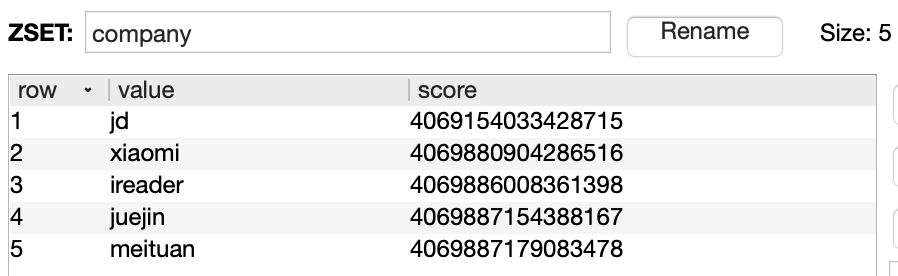 ZSET: company Rename Size: 5
row value score
1 jd 4069154033428715
2 xiaomi 4069880904286516
3 ireader 4069886008361398
4 juejin 4069887154388167
5 meituan 4069887179083478